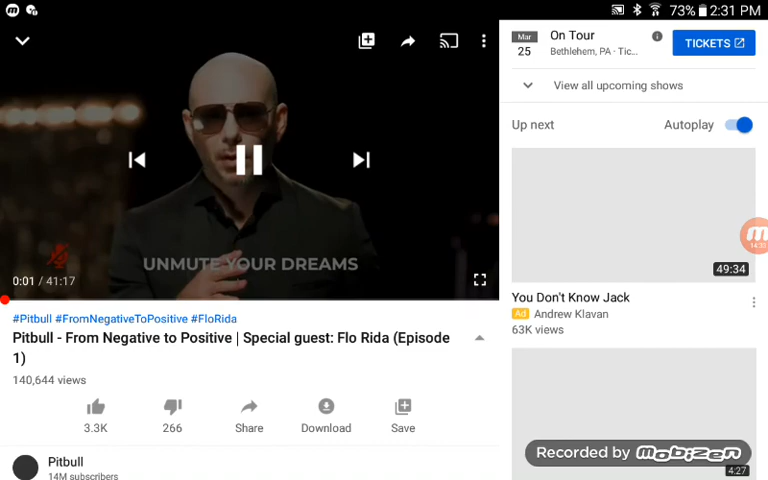 73% 2:31 PM
UNMUTE YOUR DREAMS
0:01 / 41:17
#Pitbull #FromNegativeToPositive #FloRida
Pitbull - From Negative to Positive | Special guest: Flo Rida (Episode
1)
140,644 views
3.3K 266 Share Download Save
Pitbull
14M subscribers
Mar
25
On Tour
Bethlehem, PA · Tic...
TICKETS
View all upcoming shows
Up next Autoplay
49:34
14:33
You Don't Know Jack
Ad Andrew Klavan
63K views
Recorded by mobizen
4:27